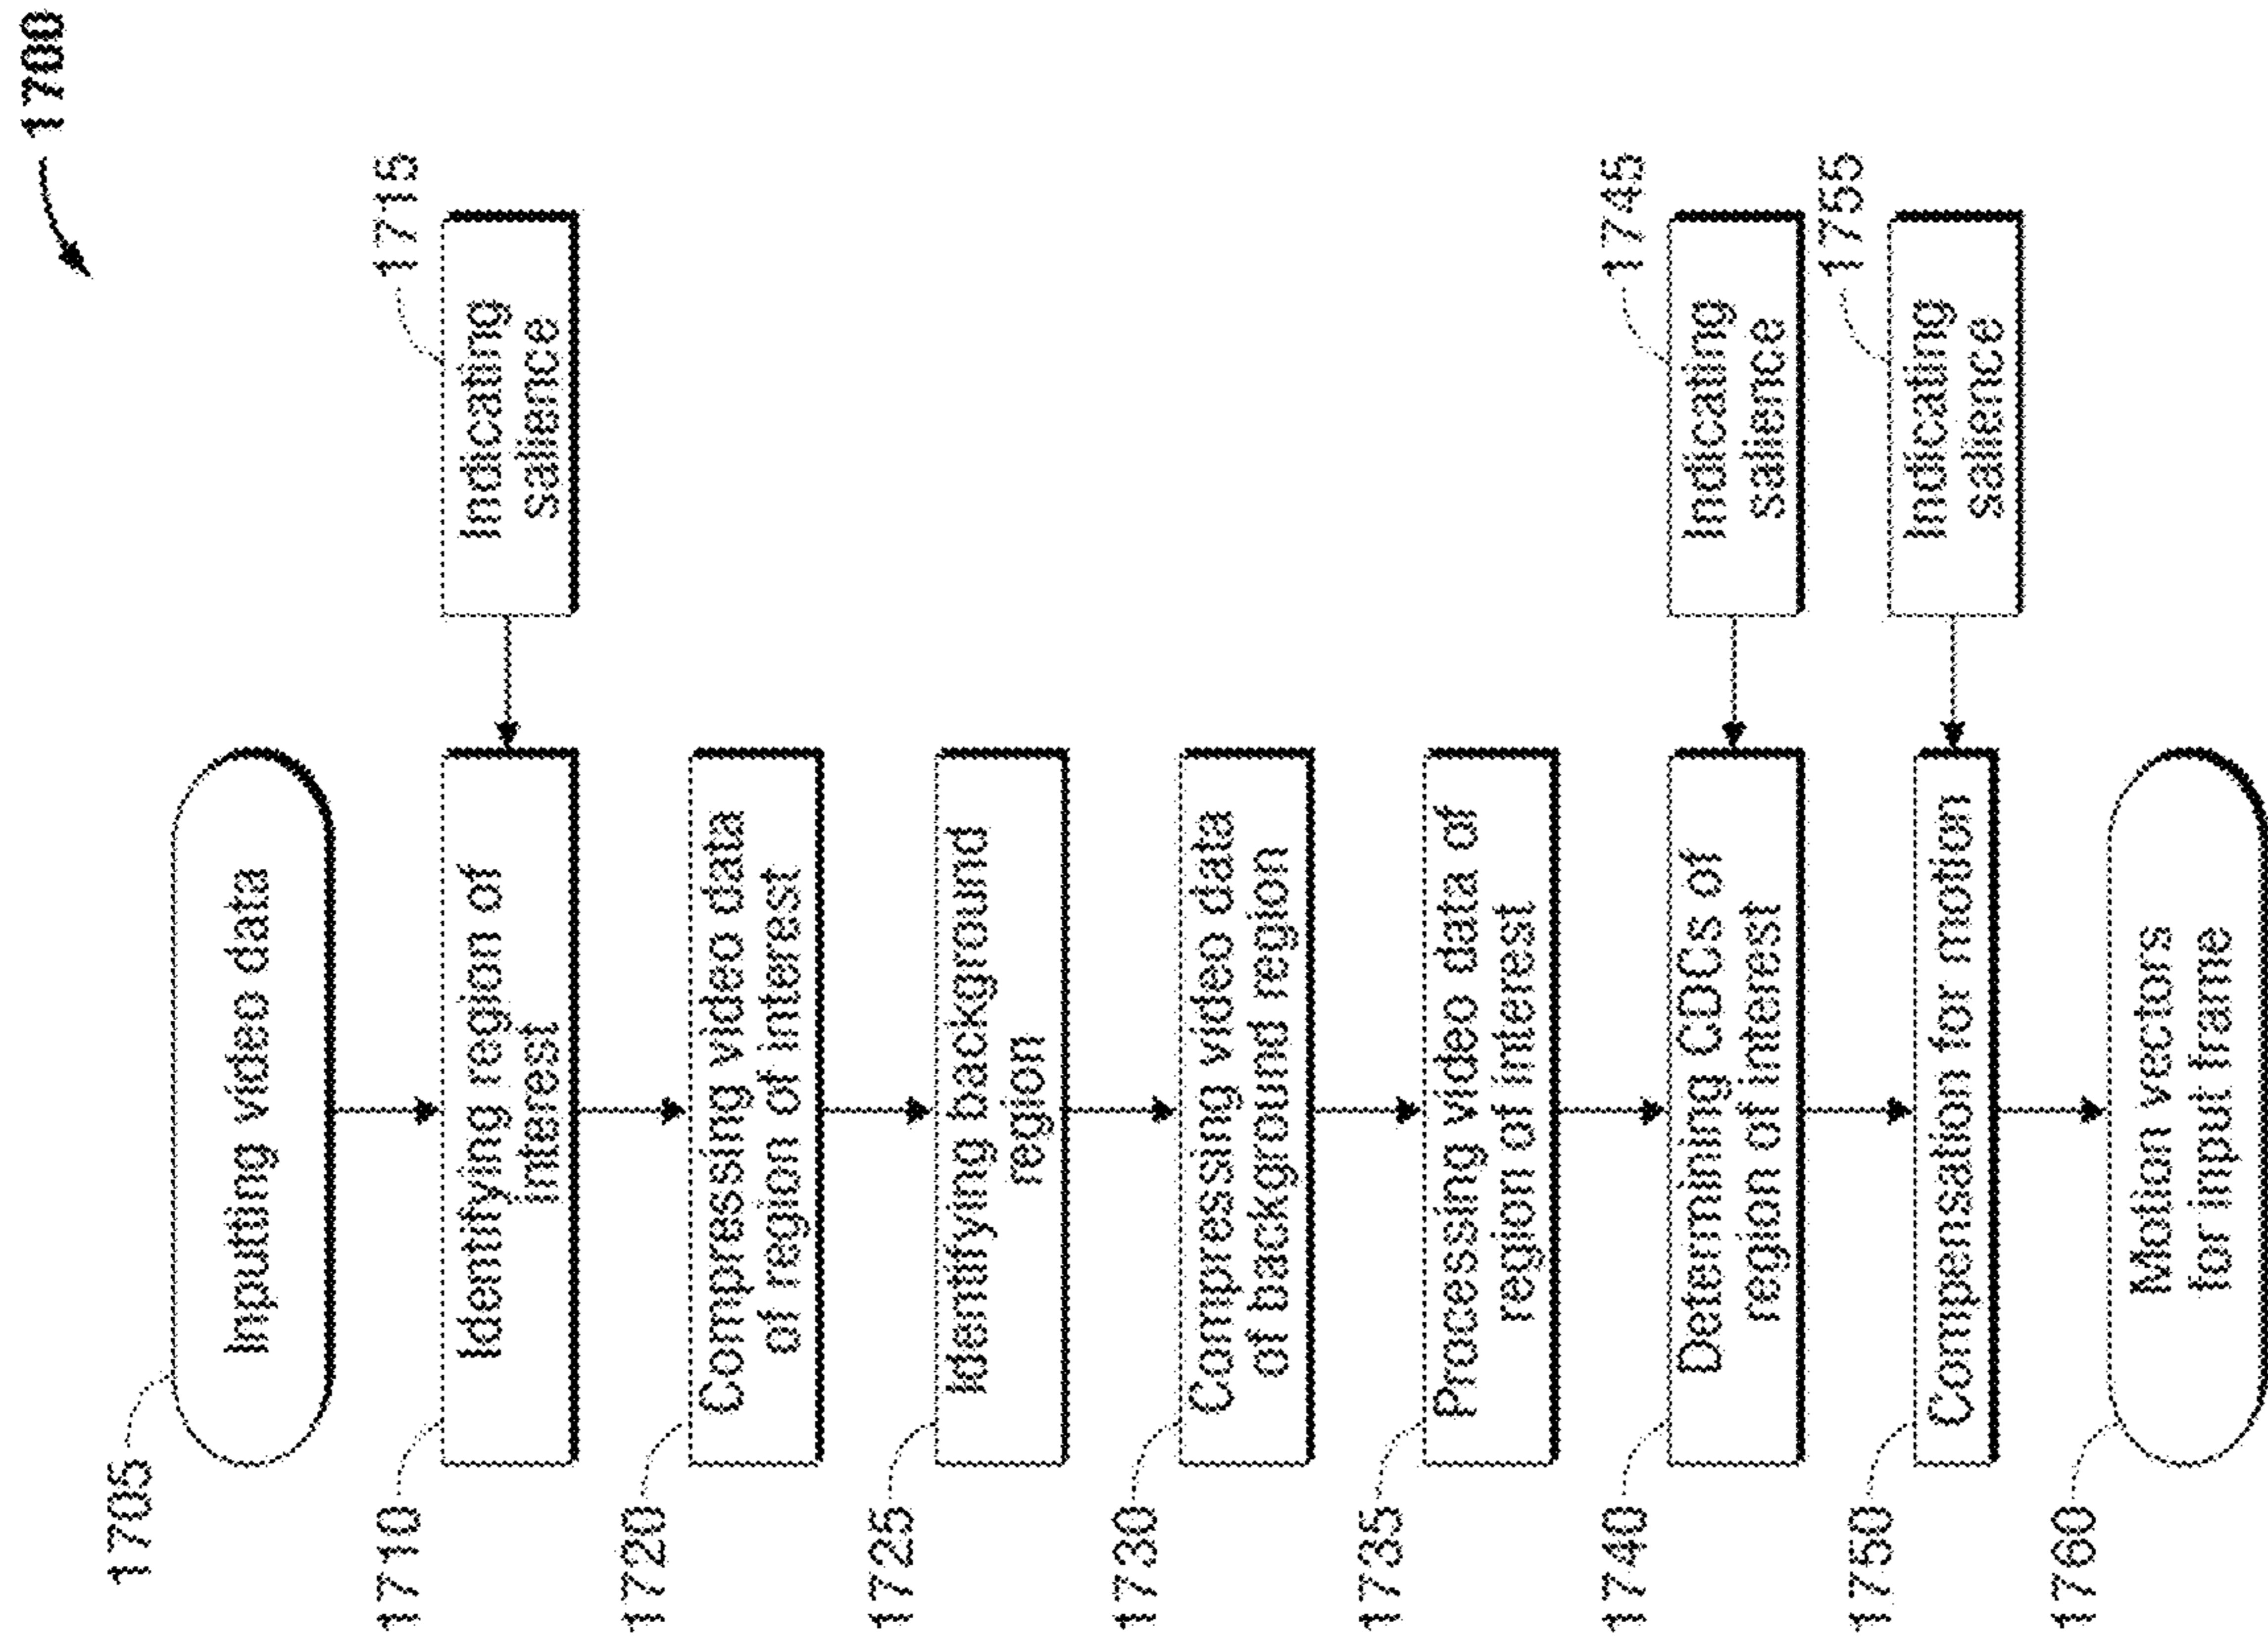 1700
1705
Inputting video data
1710
Identifying region of
interest
1715
Indicating
salience
1720
Compressing video data
of region of interest
1725
Identifying background
region
1730
Compressing video data
of background region
1735
Processing video data of
region of interest
1740
Determining CDCs of
region of interest
1745
Indicating
salience
1750
Compensation for motion
1755
Indicating
salience
1760
Motion vectors
for input frame